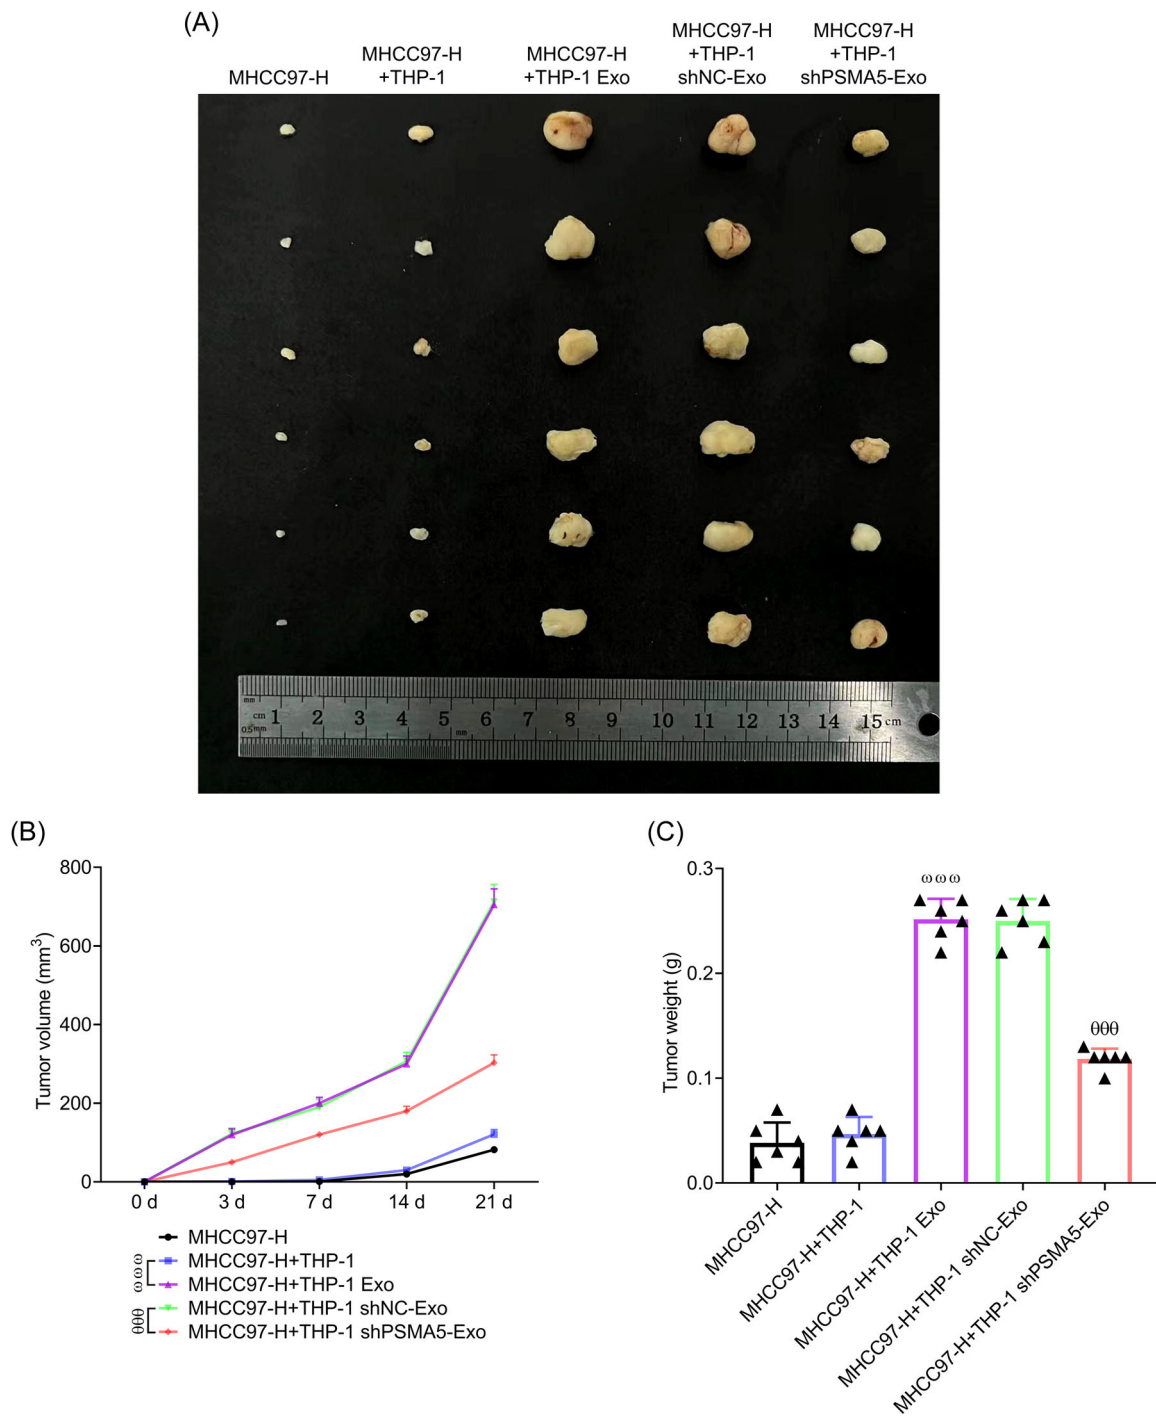 (A)
MHCC97-H
MHCC97-H
+THP-1
MHCC97-H
+THP-1 Exo
MHCC97-H
+THP-1
shNC-Exo
MHCC97-H
+THP-1
shPSMA5-Exo
mm
cm 1 2 3 4 5 6 7 8 9 10 11 12 13 14 15 cm
0.5mm
mm
(B)
Tumor volume (mm³)
800
600
400
200
0
0 d 3 d 7 d 14 d 21 d
MHCC97-H
MHCC97-H+THP-1
MHCC97-H+THP-1 Exo
MHCC97-H+THP-1 shNC-Exo
MHCC97-H+THP-1 shPSMA5-Exo
ωωω
θθθ
(C)
Tumor weight (g)
0.3
0.2
0.1
0.0
ωωω
θθθ
MHCC97-H
MHCC97-H+THP-1
MHCC97-H+THP-1 Exo
MHCC97-H+THP-1 shNC-Exo
MHCC97-H+THP-1 shPSMA5-Exo